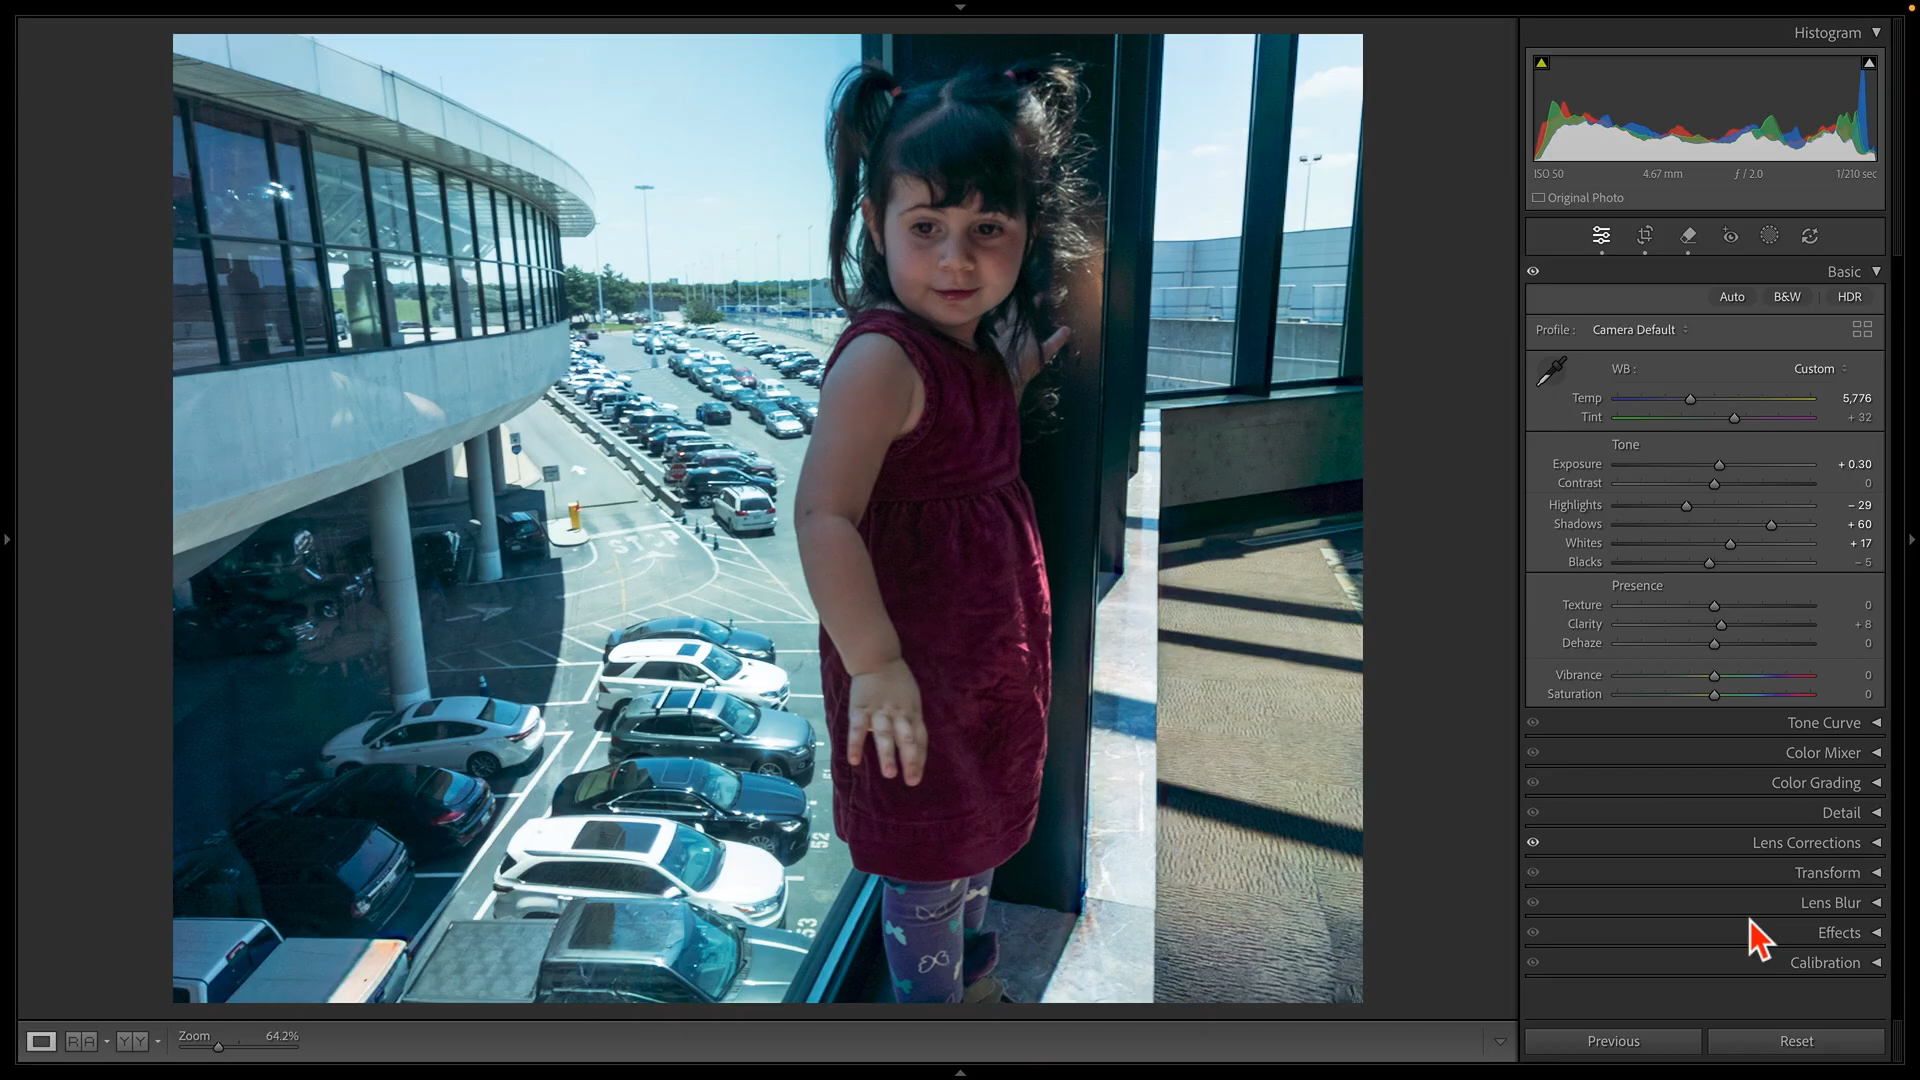 Histogram
ISO 50 4.67 mm ƒ / 2.0 1/210 sec
Original Photo
Basic
Auto B&W HDR
Profile : Camera Default
WB : Custom
Temp 5,776
Tint + 32
Tone
Exposure + 0.30
Contrast 0
Highlights − 29
Shadows + 60
Whites + 17
Blacks − 5
Presence
Texture 0
Clarity + 8
Dehaze 0
Vibrance 0
Saturation 0
Tone Curve
Color Mixer
Color Grading
Detail
Lens Corrections
Transform
Lens Blur
Effects
Calibration
STOP
52
53
R A Y Y Zoom 64.2%
Previous Reset